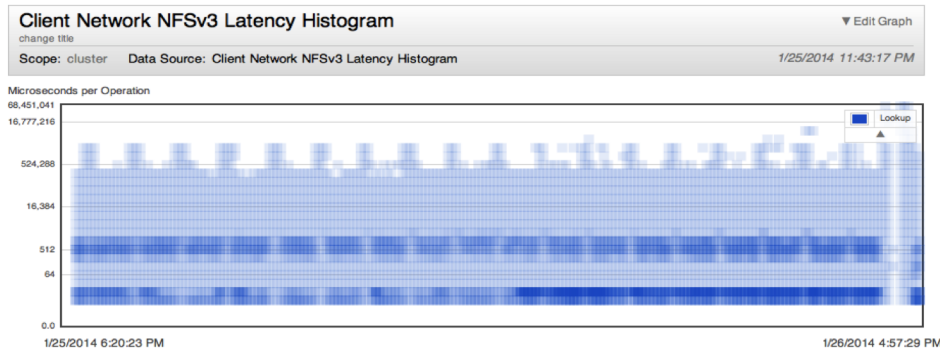 Client Network NFSv3 Latency Histogram
▼ Edit Graph
change title
Scope: cluster Data Source: Client Network NFSv3 Latency Histogram
1/25/2014 11:43:17 PM
Microseconds per Operation
68,451,041
16,777,216
Lookup
▲
524,288
16,384
512
64
0.0
1/25/2014 6:20:23 PM
1/26/2014 4:57:29 PM